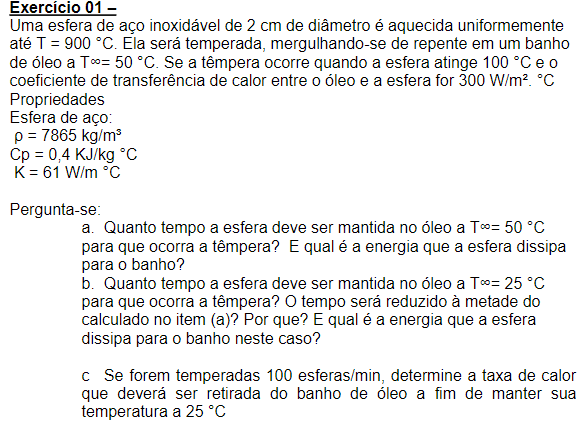 Exercício 01 –
Uma esfera de aço inoxidável de 2 cm de diâmetro é aquecida uniformemente
até T = 900 °C. Ela será temperada, mergulhando-se de repente em um banho
de óleo a T∞= 50 °C. Se a têmpera ocorre quando a esfera atinge 100 °C e o
coeficiente de transferência de calor entre o óleo e a esfera for 300 W/m². °C
Propriedades
Esfera de aço:
ρ = 7865 kg/m³
Cp = 0,4 KJ/kg °C
K = 61 W/m °C
Pergunta-se:
a. Quanto tempo a esfera deve ser mantida no óleo a T∞= 50 °C
para que ocorra a têmpera? E qual é a energia que a esfera dissipa
para o banho?
b. Quanto tempo a esfera deve ser mantida no óleo a T∞= 25 °C
para que ocorra a têmpera? O tempo será reduzido à metade do
calculado no item (a)? Por que? E qual é a energia que a esfera
dissipa para o banho neste caso?
c Se forem temperadas 100 esferas/min, determine a taxa de calor
que deverá ser retirada do banho de óleo a fim de manter sua
temperatura a 25 °C